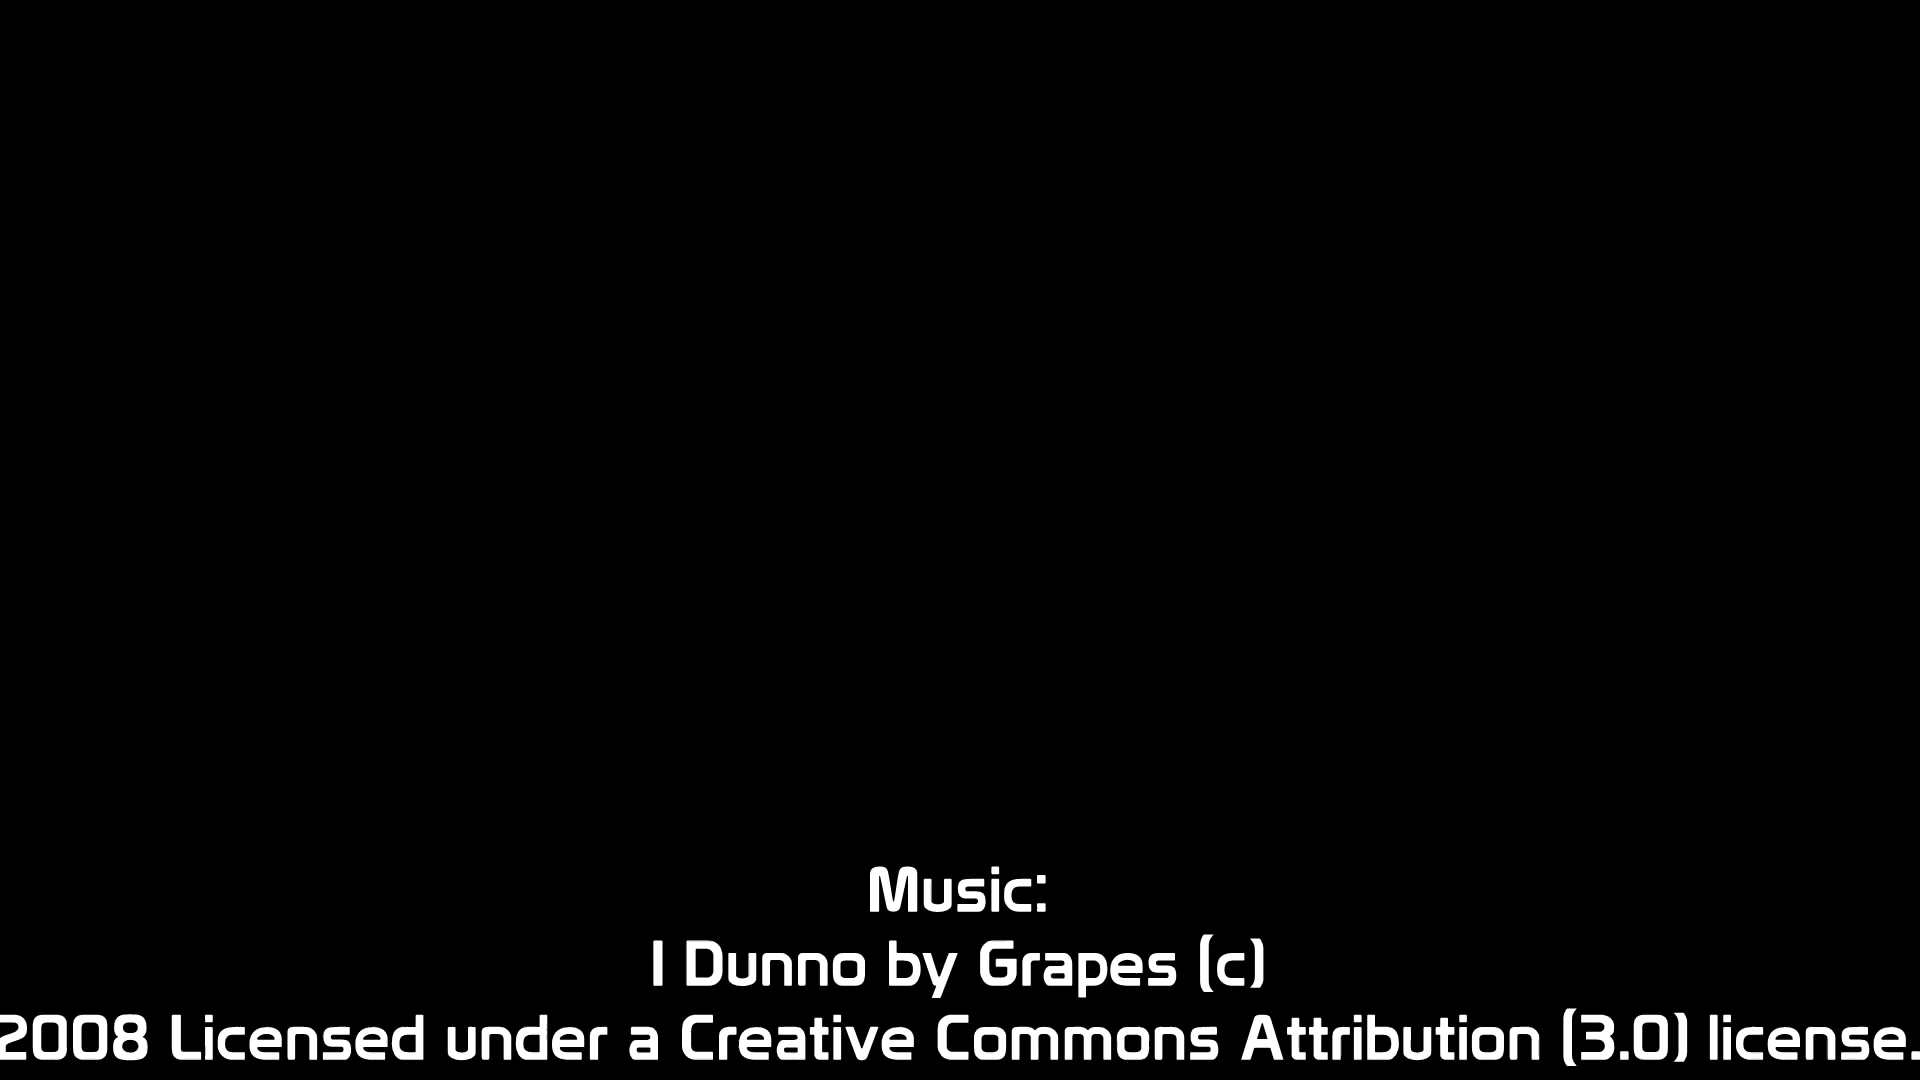 Music:
I Dunno by Grapes (c)
2008 Licensed under a Creative Commons Attribution (3.0) license.